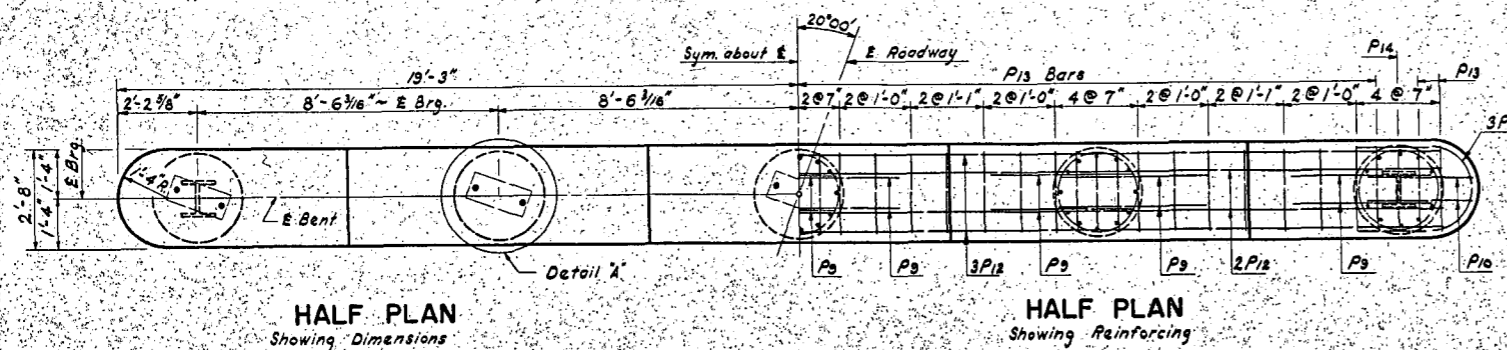 20°00'
Sym. about ℄
℄ Roadway
P14
19'-3"
P13 Bars
P13
2'-2 5/8"
8'-6 3/16" ~ ℄ Brg.
8'-6 3/16"
2@7"
2@1'-0"
2@1'-1"
2@1'-0"
4@7"
2@1'-0"
2@1'-1"
2@1'-0"
4@7"
3P
℄ Brg.
2'-8"
1'-4"
1'-4"
1'-4" R.
℄ Bent
Detail "A"
P9
P9
3P12
P9
P9
2P12
P9
P10
HALF PLAN
Showing Dimensions
HALF PLAN
Showing Reinforcing